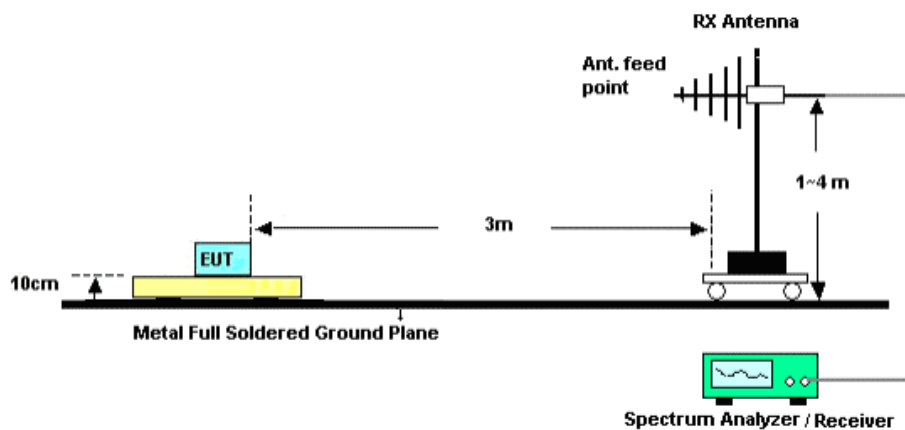 RX Antenna
Ant. feed
point
1~4 m
3m
EUT
10cm
Metal Full Soldered Ground Plane
Spectrum Analyzer / Receiver